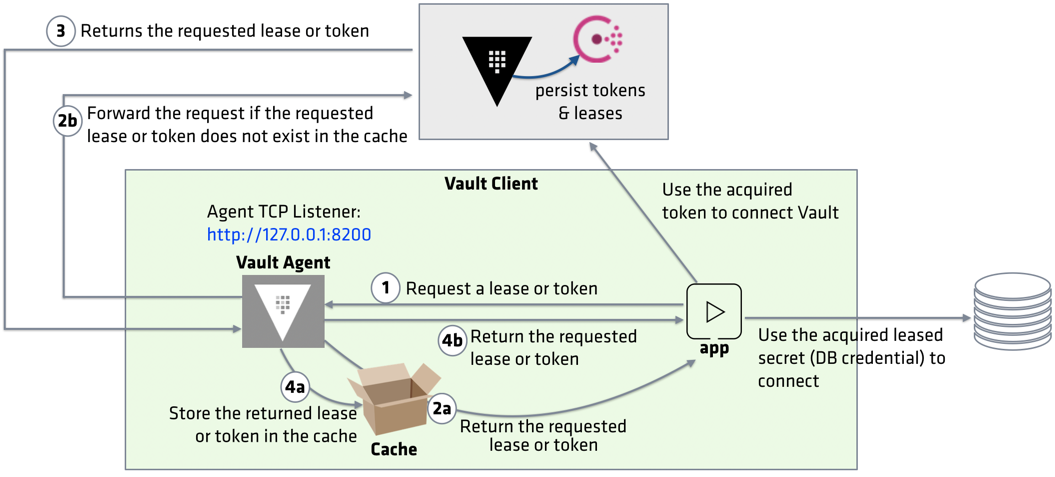 3 Returns the requested lease or token
persist tokens
& leases
2b
Forward the request if the requested
lease or token does not exist in the cache
Vault Client
Use the acquired
token to connect Vault
Agent TCP Listener:
http://127.0.0.1:8200
Vault Agent
1 Request a lease or token
4b Return the requested
lease or token
app
Use the acquired leased
secret (DB credential) to
connect
4a
Store the returned lease
or token in the cache
2a
Return the requested
lease or token
Cache